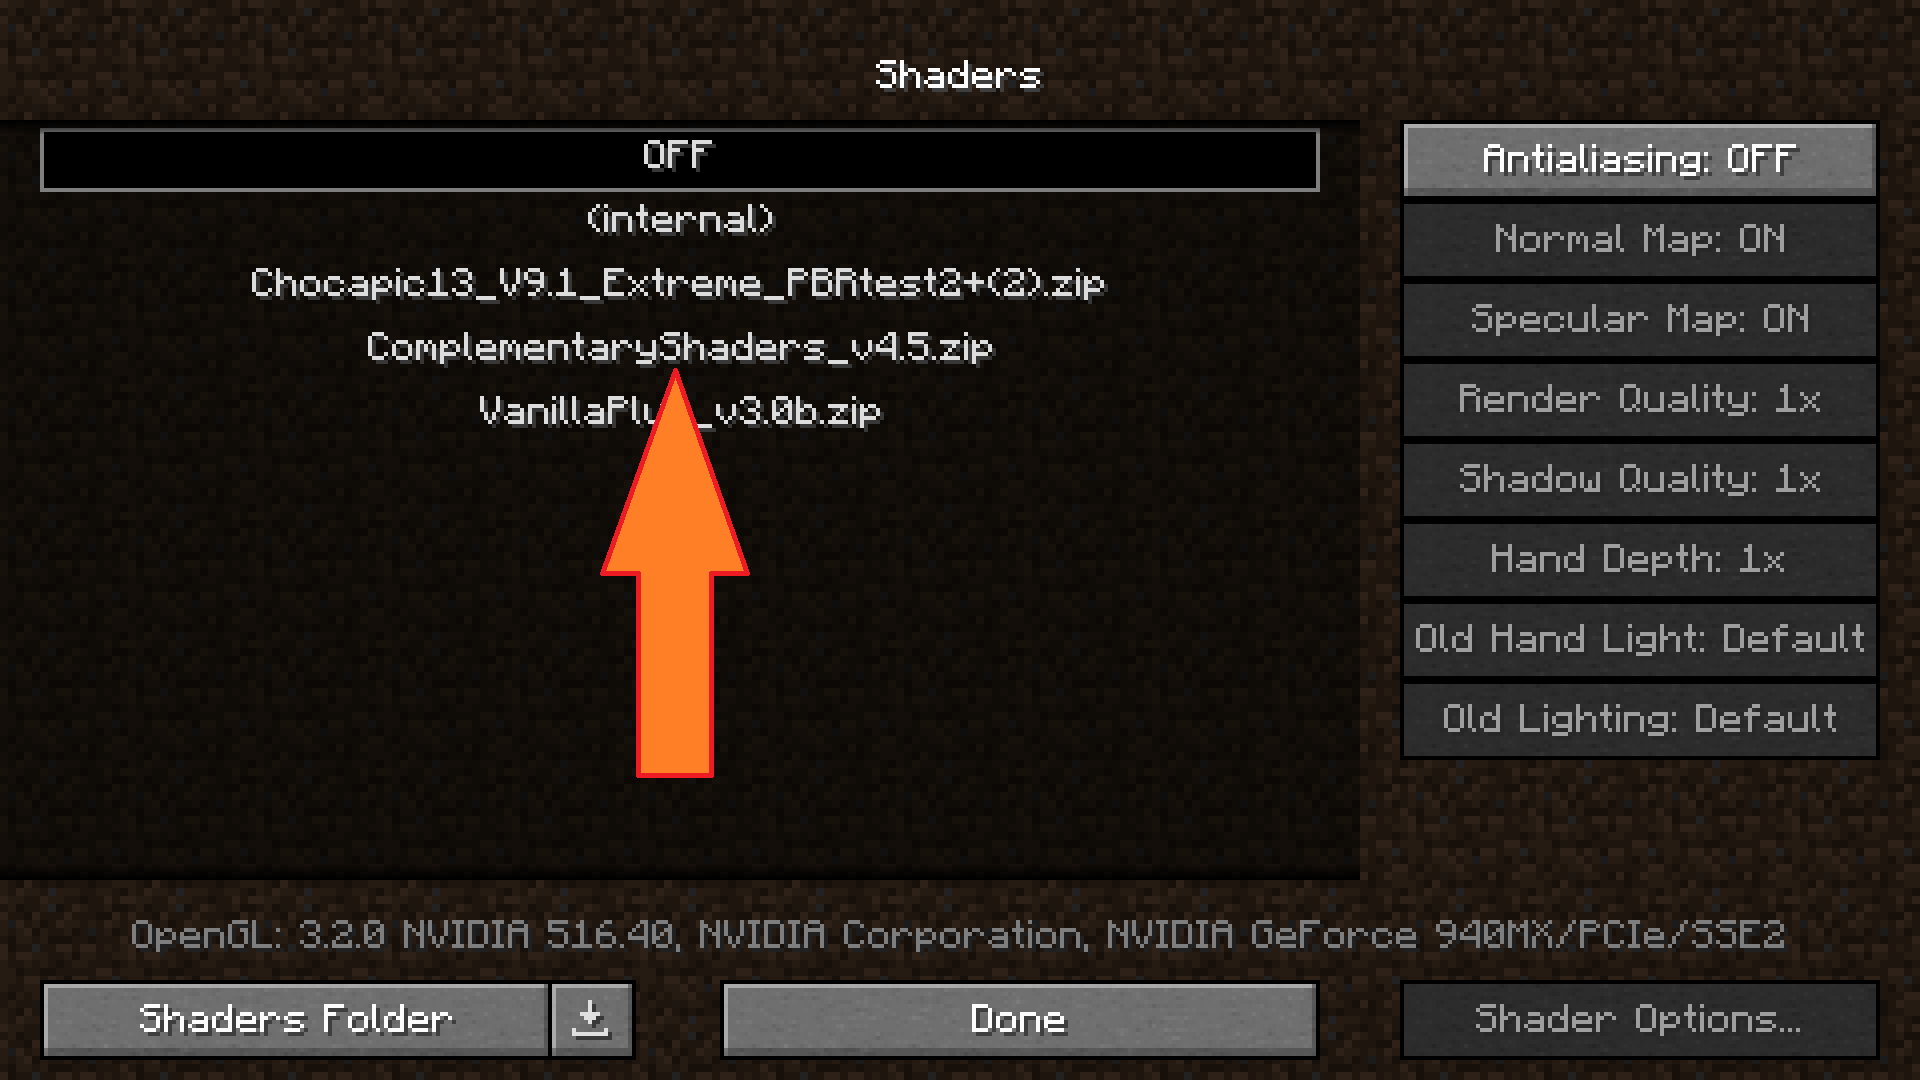 Shaders
OFF
(internal)
Chocapic13_V9.1_Extreme_PBRtest2+(2).zip
ComplementaryShaders_v4.5.zip
VanillaPlu _v3.0b.zip
Antialiasing: OFF
Normal Map: ON
Specular Map: ON
Render Quality: 1x
Shadow Quality: 1x
Hand Depth: 1x
Old Hand Light: Default
Old Lighting: Default
OpenGL: 3.2.0 NVIDIA 516.40, NVIDIA Corporation, NVIDIA GeForce 940MX/PCIe/SSE2
Shaders Folder
Done
Shader Options...